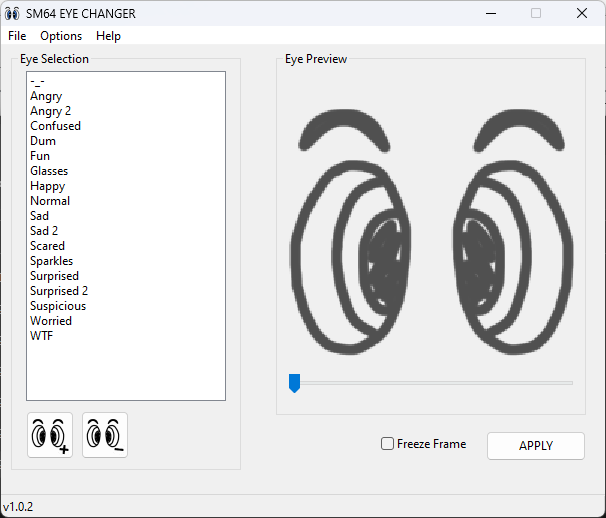 SM64 EYE CHANGER
File Options Help
Eye Selection
-_-
Angry
Angry 2
Confused
Dum
Fun
Glasses
Happy
Normal
Sad
Sad 2
Scared
Sparkles
Surprised
Surprised 2
Suspicious
Worried
WTF
Eye Preview
Freeze Frame
APPLY
v1.0.2